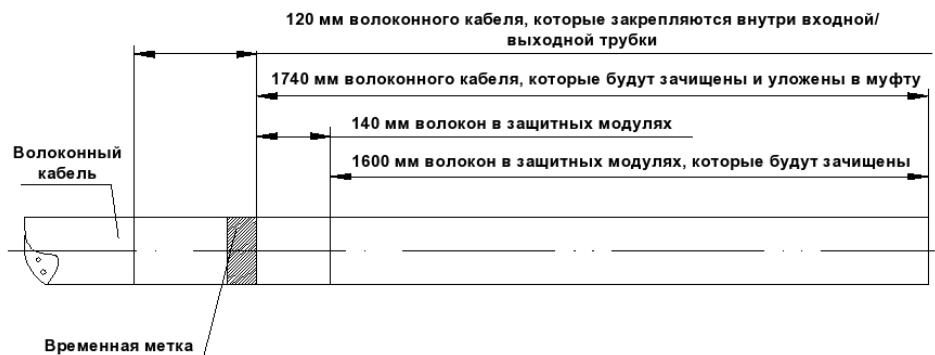 120 мм волоконного кабеля, которые закрепляются внутри входной/
выходной трубки
1740 мм волоконного кабеля, которые будут зачищены и уложены в муфту
140 мм волокон в защитных модулях
Волоконный
кабель
1600 мм волокон в защитных модулях, которые будут зачищены
Временная метка